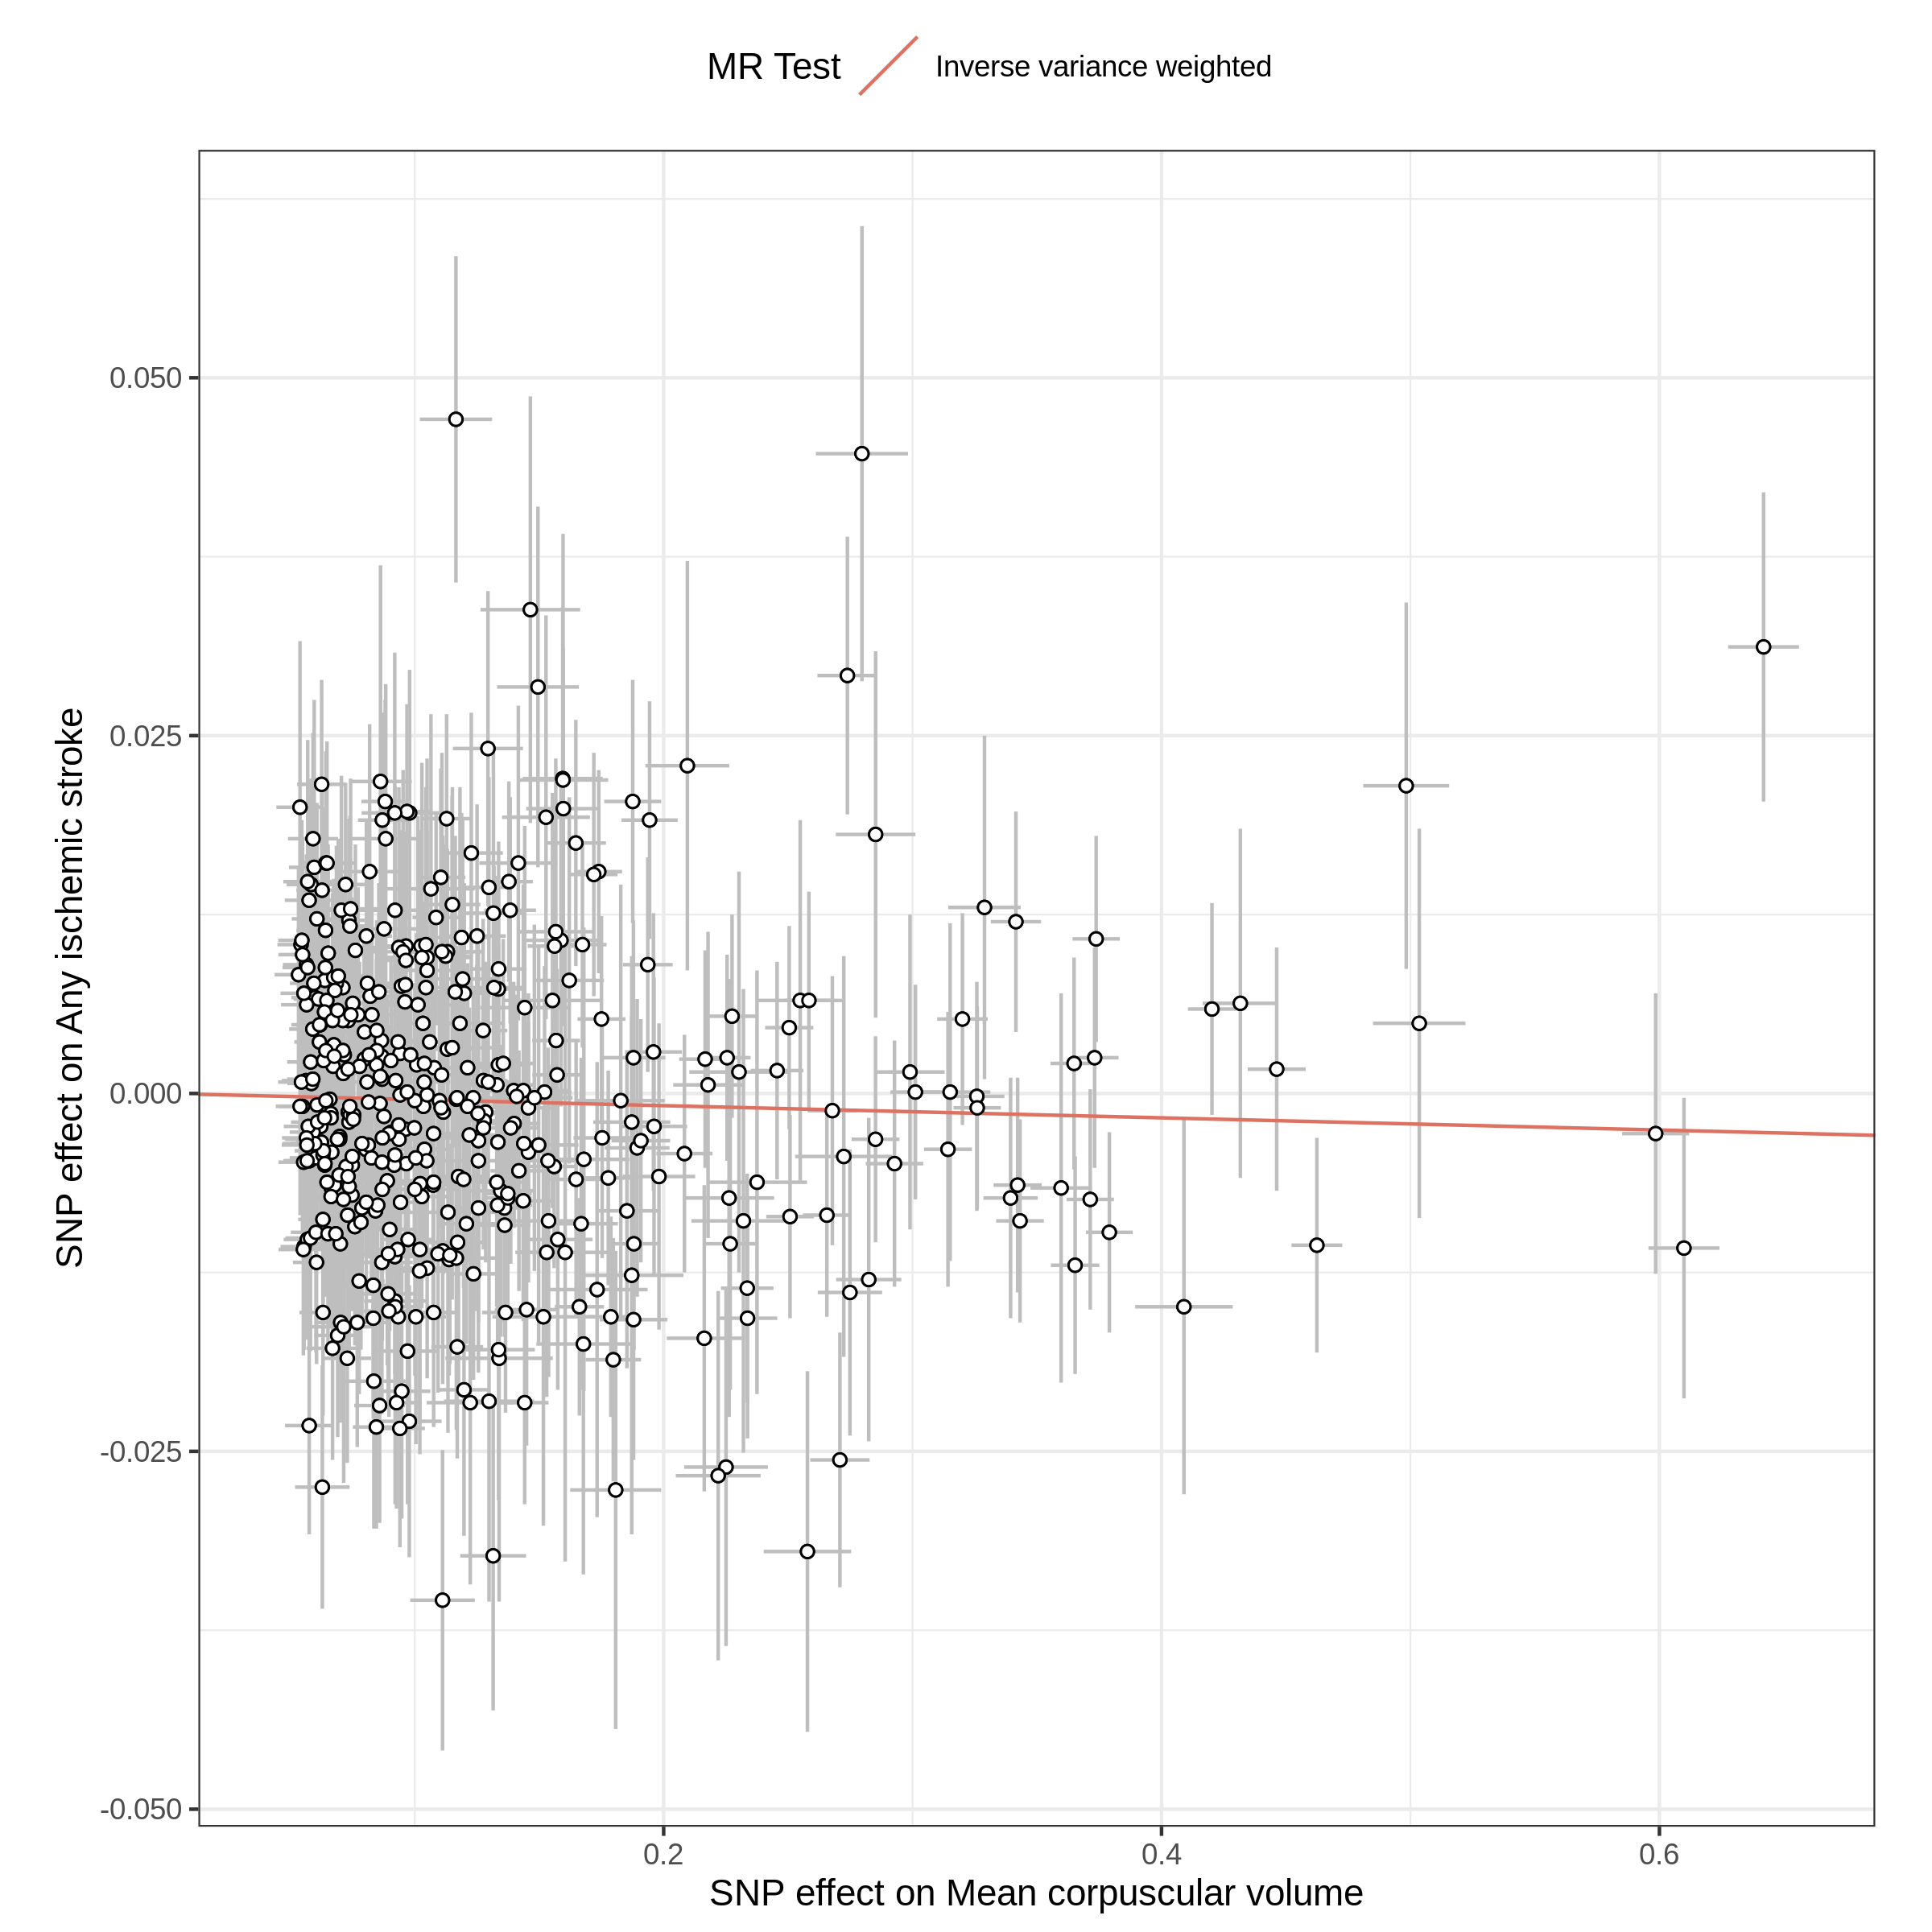 MR Test Inverse variance weighted
SNP effect on Any ischemic stroke
0.050
0.025
0.000
-0.025
-0.050
0.2 0.4 0.6
SNP effect on Mean corpuscular volume